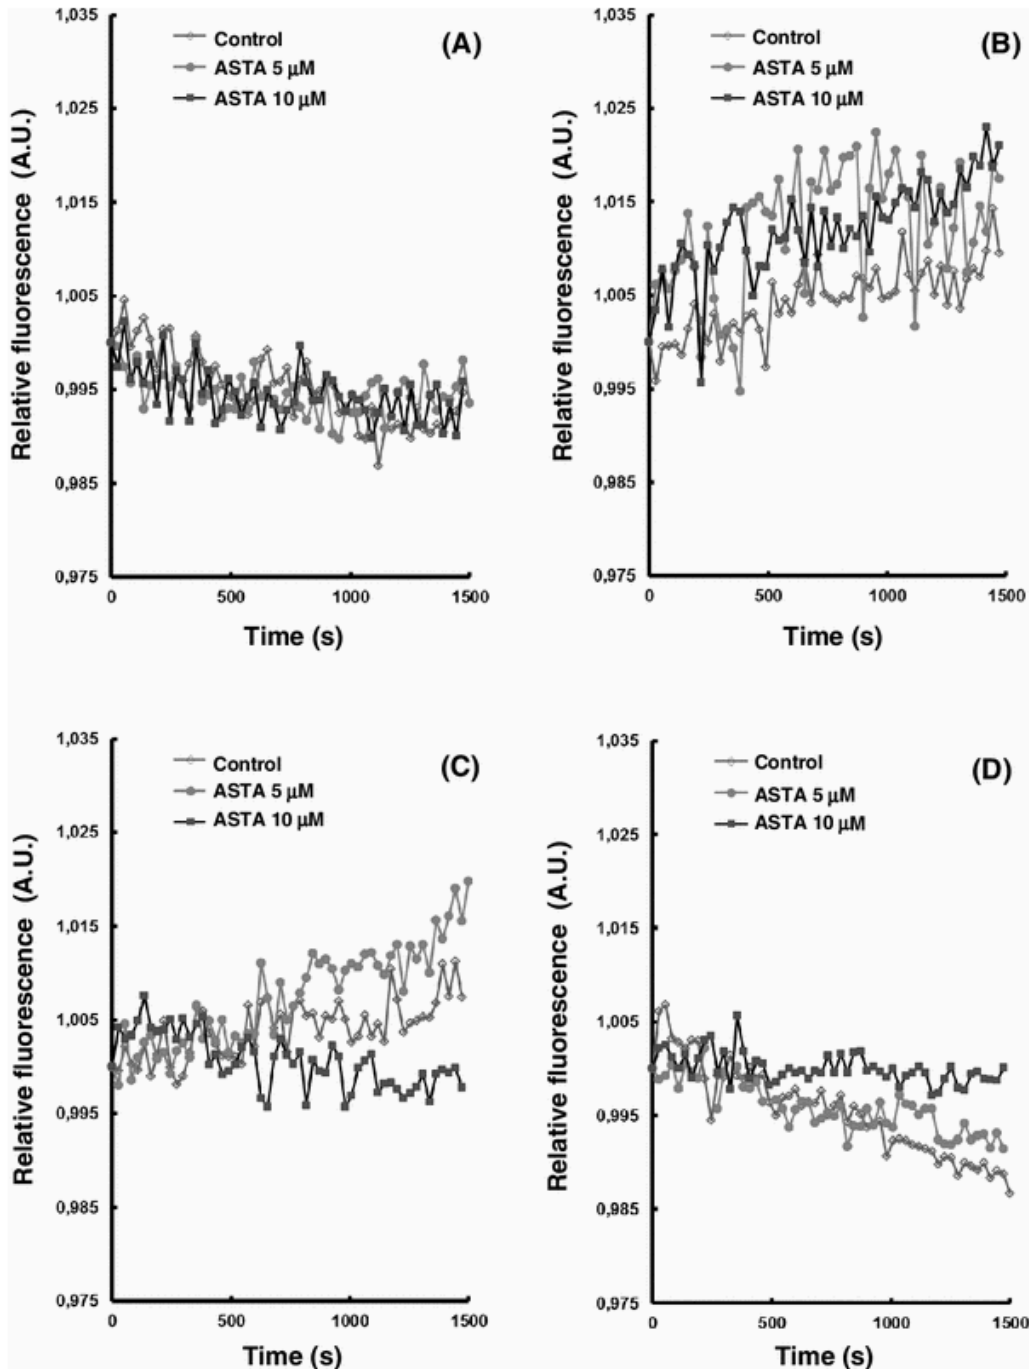 1,035
1,025
1,015
1,005
0,995
0,985
0,975
Relative fluorescence (A.U.)
Control
ASTA 5 µM
ASTA 10 µM
(A)
0
500
1000
1500
Time (s)
1,035
1,025
1,015
1,005
0,995
0,985
0,975
Relative fluorescence (A.U.)
Control
ASTA 5 µM
ASTA 10 µM
(B)
0
500
1000
1500
Time (s)
1,035
1,025
1,015
1,005
0,995
0,985
0,975
Relative fluorescence (A.U.)
Control
ASTA 5 µM
ASTA 10 µM
(C)
0
500
1000
1500
Time (s)
1,035
1,025
1,015
1,005
0,995
0,985
0,975
Relative fluorescence (A.U.)
Control
ASTA 5 µM
ASTA 10 µM
(D)
0
500
1000
1500
Time (s)